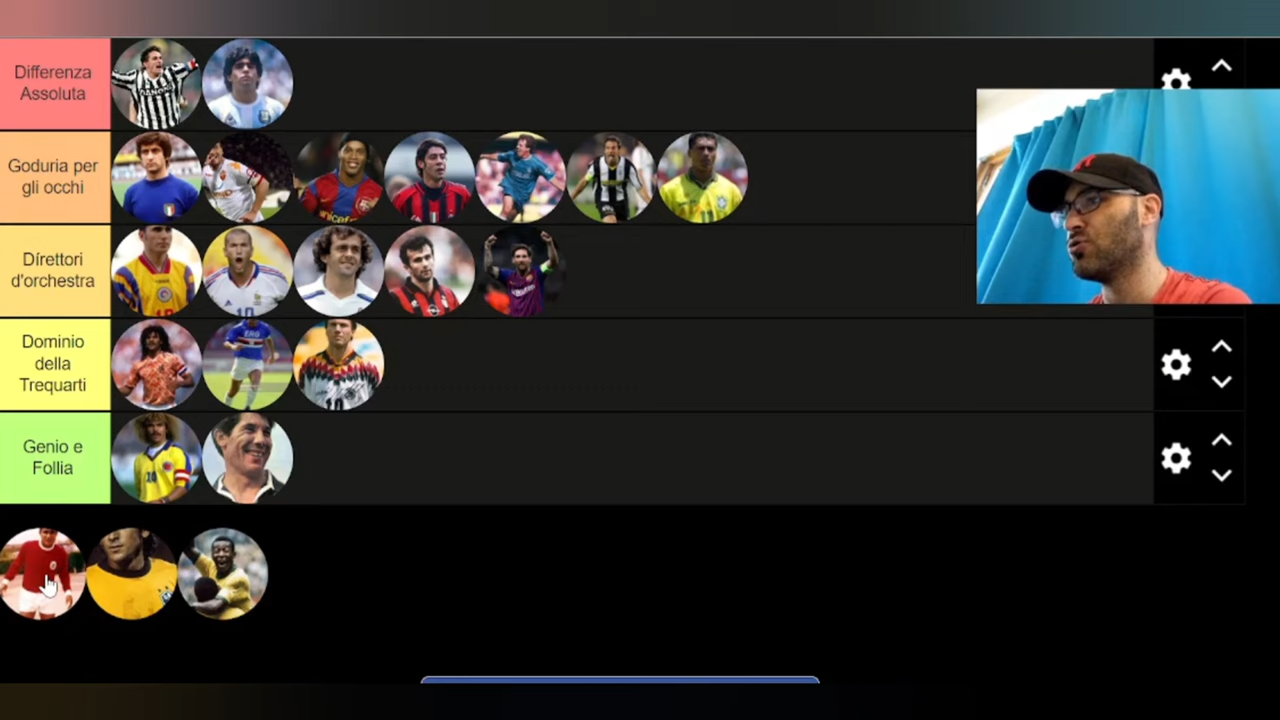 Differenza
Assoluta
Goduria per
gli occhi
Direttori
d'orchestra
Dominio
della
Trequarti
Genio e
Follia